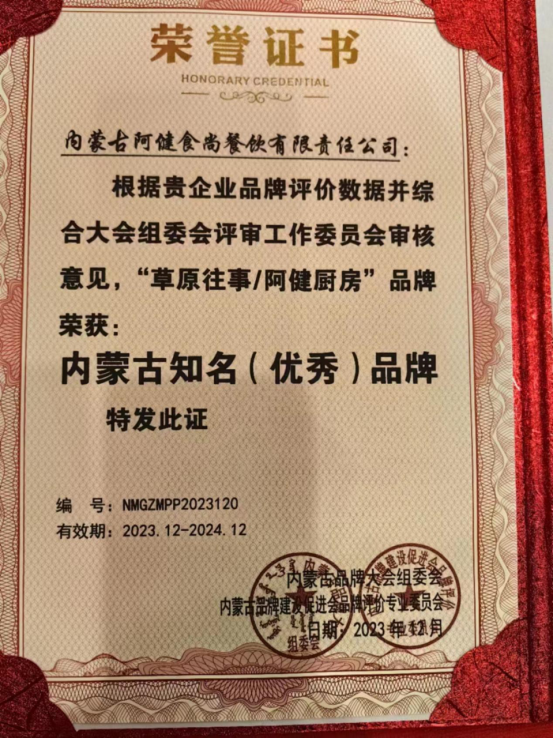 荣誉证书
HONORARY CREDENTIAL
内蒙古阿健食尚餐饮有限责任公司：
根据贵企业品牌评价数据并综
合大会组委会评审工作委员会审核
意见，“草原往事/阿健厨房”品牌
荣获：
内蒙古知名（优秀）品牌
特发此证
编 号：NMGZMPP2023120
有效期：2023.12-2024.12
内蒙古品牌大会组委会
内蒙古品牌建设促进会品牌评价专业委员会
日期：2023年12月
组委会